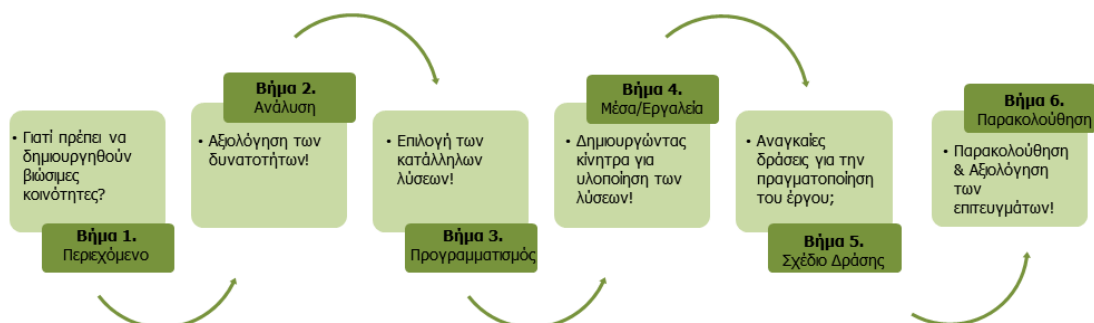 Βήμα 1.
Περιεχόμενο
• Γιατί πρέπει να
δημιουργηθούν
βιώσιμες
κοινότητες?
Βήμα 2.
Ανάλυση
• Αξιολόγηση των
δυνατοτήτων!
Βήμα 3.
Προγραμματισμός
• Επιλογή των
κατάλληλων
λύσεων!
Βήμα 4.
Μέσα/Εργαλεία
• Δημιουργώντας
κίνητρα για
υλοποίηση των
λύσεων!
Βήμα 5.
Σχέδιο Δράσης
• Αναγκαίες
δράσεις για την
πραγματοποίηση
του έργου;
Βήμα 6.
Παρακολούθηση
• Παρακολούθηση
& Αξιολόγηση
των
επιτευγμάτων!